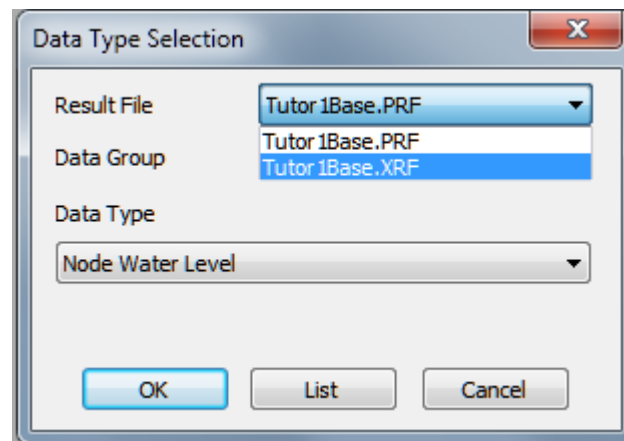 Data Type Selection
Result File
Tutor1Base.PRF
Tutor1Base.PRF
Data Group
Tutor1Base.XRF
Data Type
Node Water Level
OK
List
Cancel